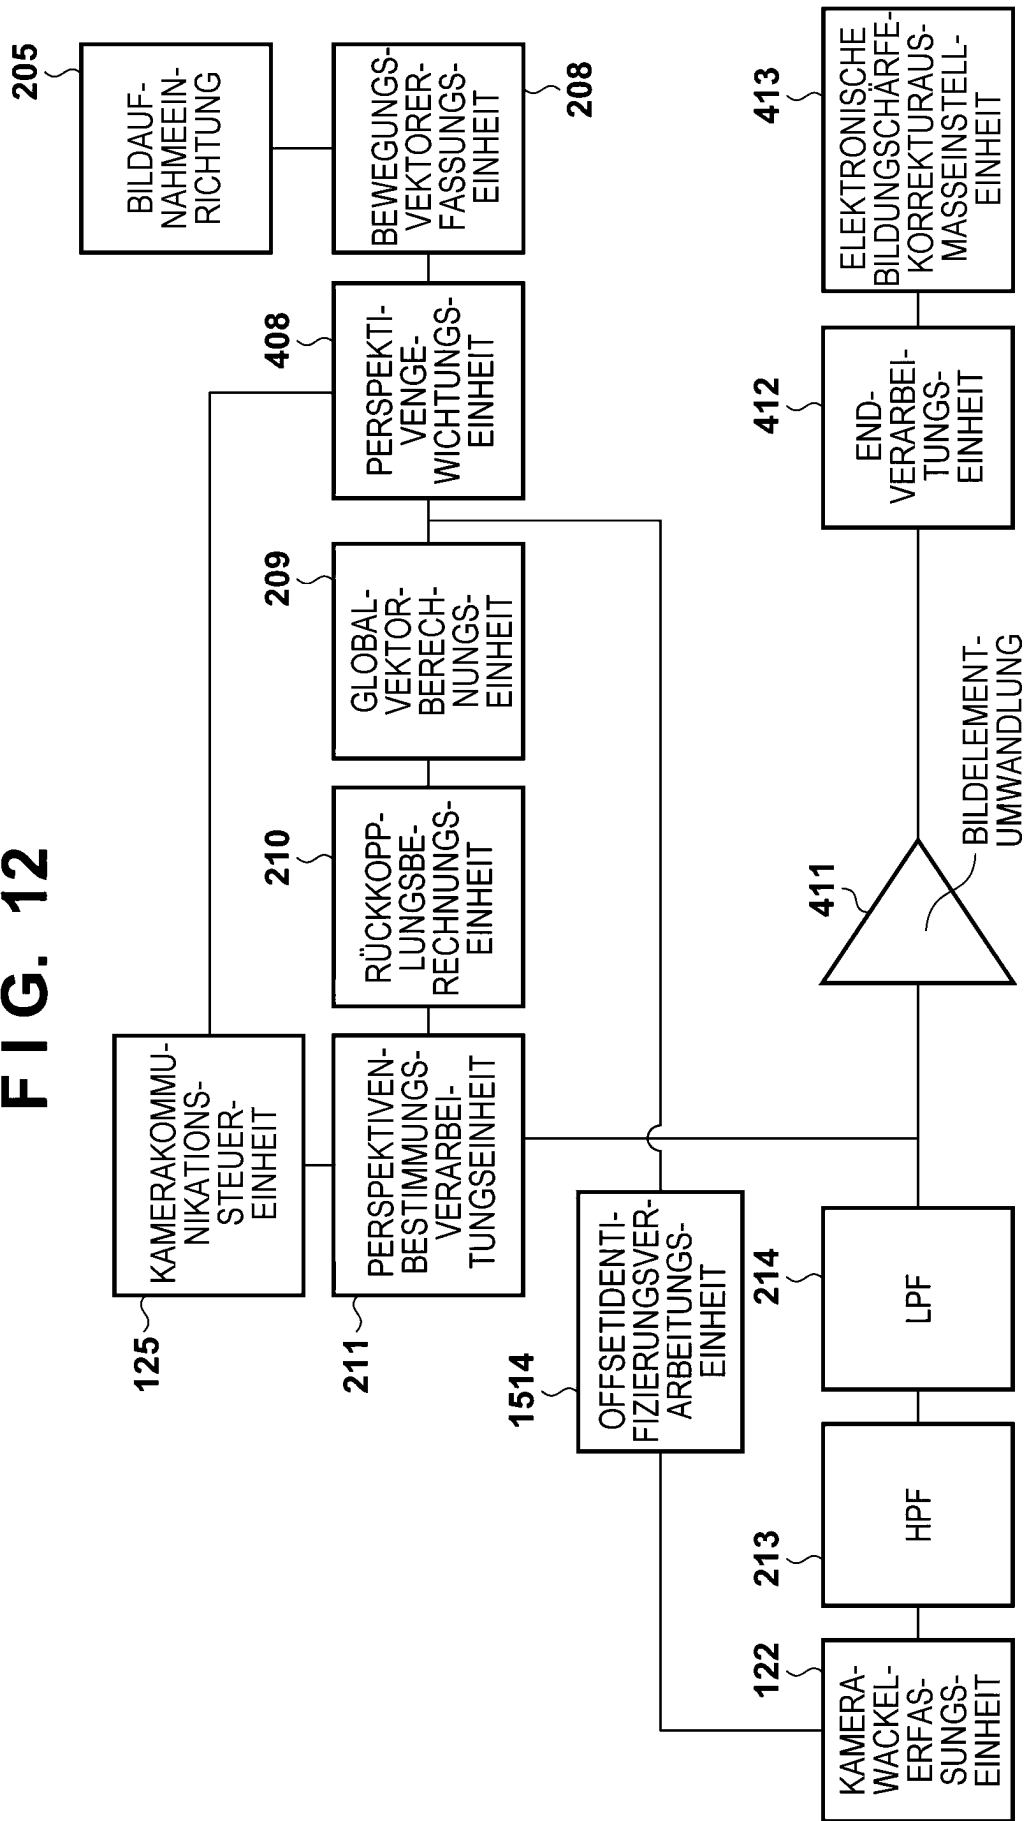 FIG. 12
125
KAMERAKOMMU-
NIKATIONS-
STEUER-
EINHEIT
205
BILDAUF-
NAHMEEIN-
RICHTUNG
211
PERSPEKTIVEN-
BESTIMMUNGS-
VERARBEI-
TUNGSEINHEIT
210
RÜCKKOPP-
LUNGSBE-
RECHNUNGS-
EINHEIT
209
GLOBAL-
VEKTOR-
BERECH-
NUNGS-
EINHEIT
408
PERSPEKTI-
VENGE-
WICHTUNGS-
EINHEIT
BEWEGUNGS-
VEKTORER-
FASSUNGS-
EINHEIT
208
1514
OFFSETIDENTI-
FIZIERUNGSVER-
ARBEITUNGS-
EINHEIT
122
KAMERA-
WACKEL-
ERFAS-
SUNGS-
EINHEIT
213
HPF
214
LPF
411
BILDELEMENT-
UMWANDLUNG
412
END-
VERARBEI-
TUNGS-
EINHEIT
413
ELEKTRONISCHE
BILDUNGSCHÄRFE-
KORREKTURAUS-
MASSEINSTELL-
EINHEIT